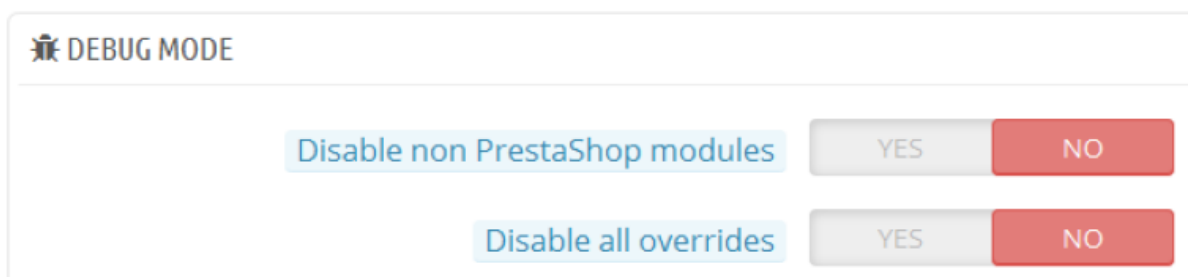 DEBUG MODE
Disable non PrestaShop modules YES NO
Disable all overrides YES NO